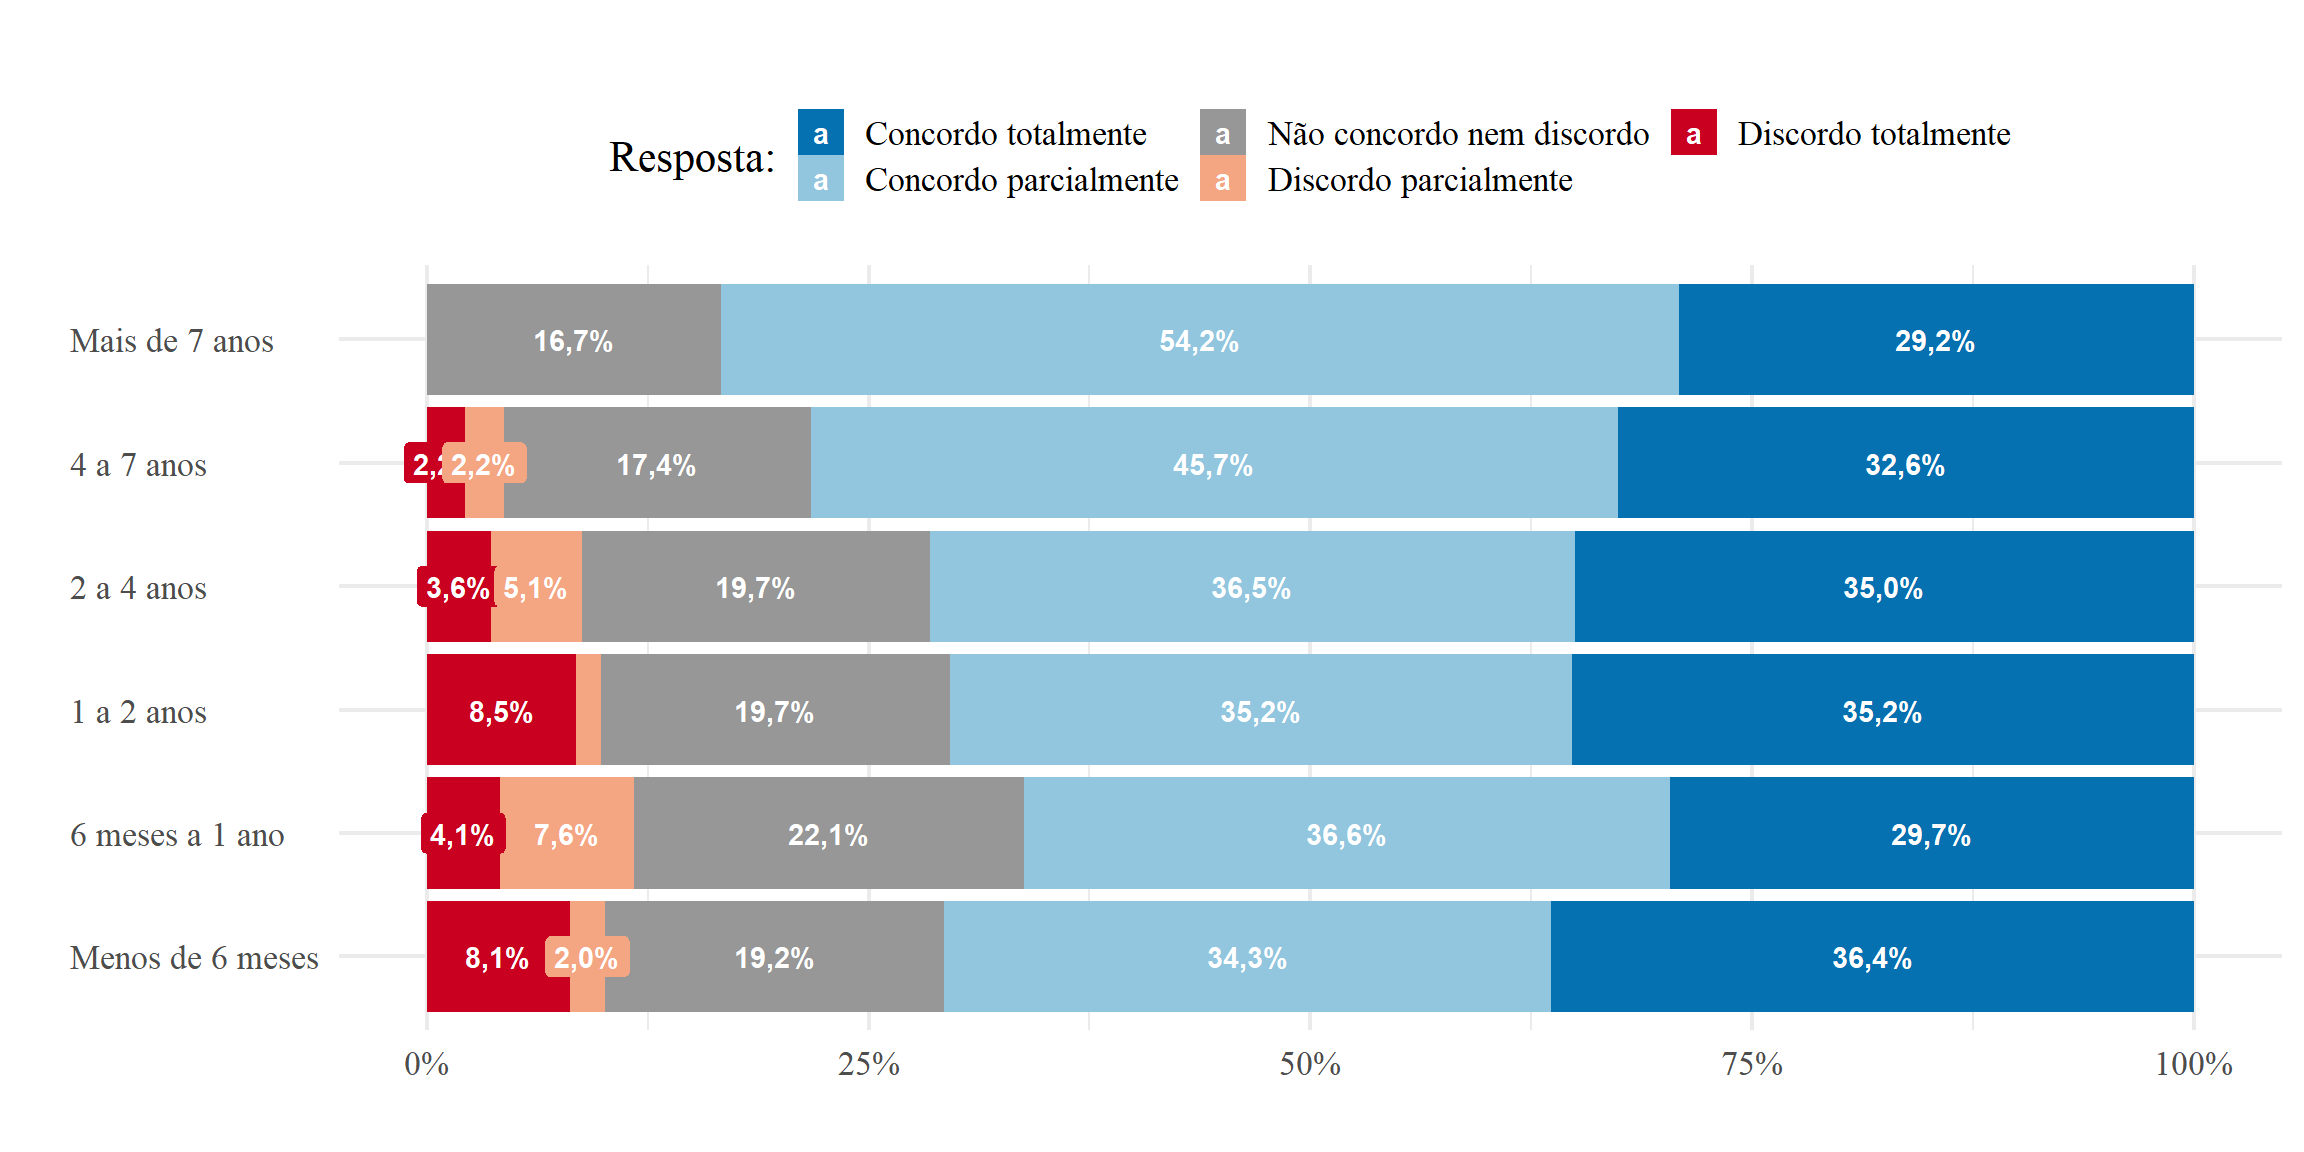 Resposta:
a Concordo totalmente a Não concordo nem discordo a Discordo totalmente
a Concordo parcialmente a Discordo parcialmente
Mais de 7 anos 16,7% 54,2% 29,2%
4 a 7 anos 2,2% 17,4% 45,7% 32,6%
2 a 4 anos 3,6% 5,1% 19,7% 36,5% 35,0%
1 a 2 anos 8,5% 19,7% 35,2% 35,2%
6 meses a 1 ano 4,1% 7,6% 22,1% 36,6% 29,7%
Menos de 6 meses 8,1% 2,0% 19,2% 34,3% 36,4%
0% 25% 50% 75% 100%